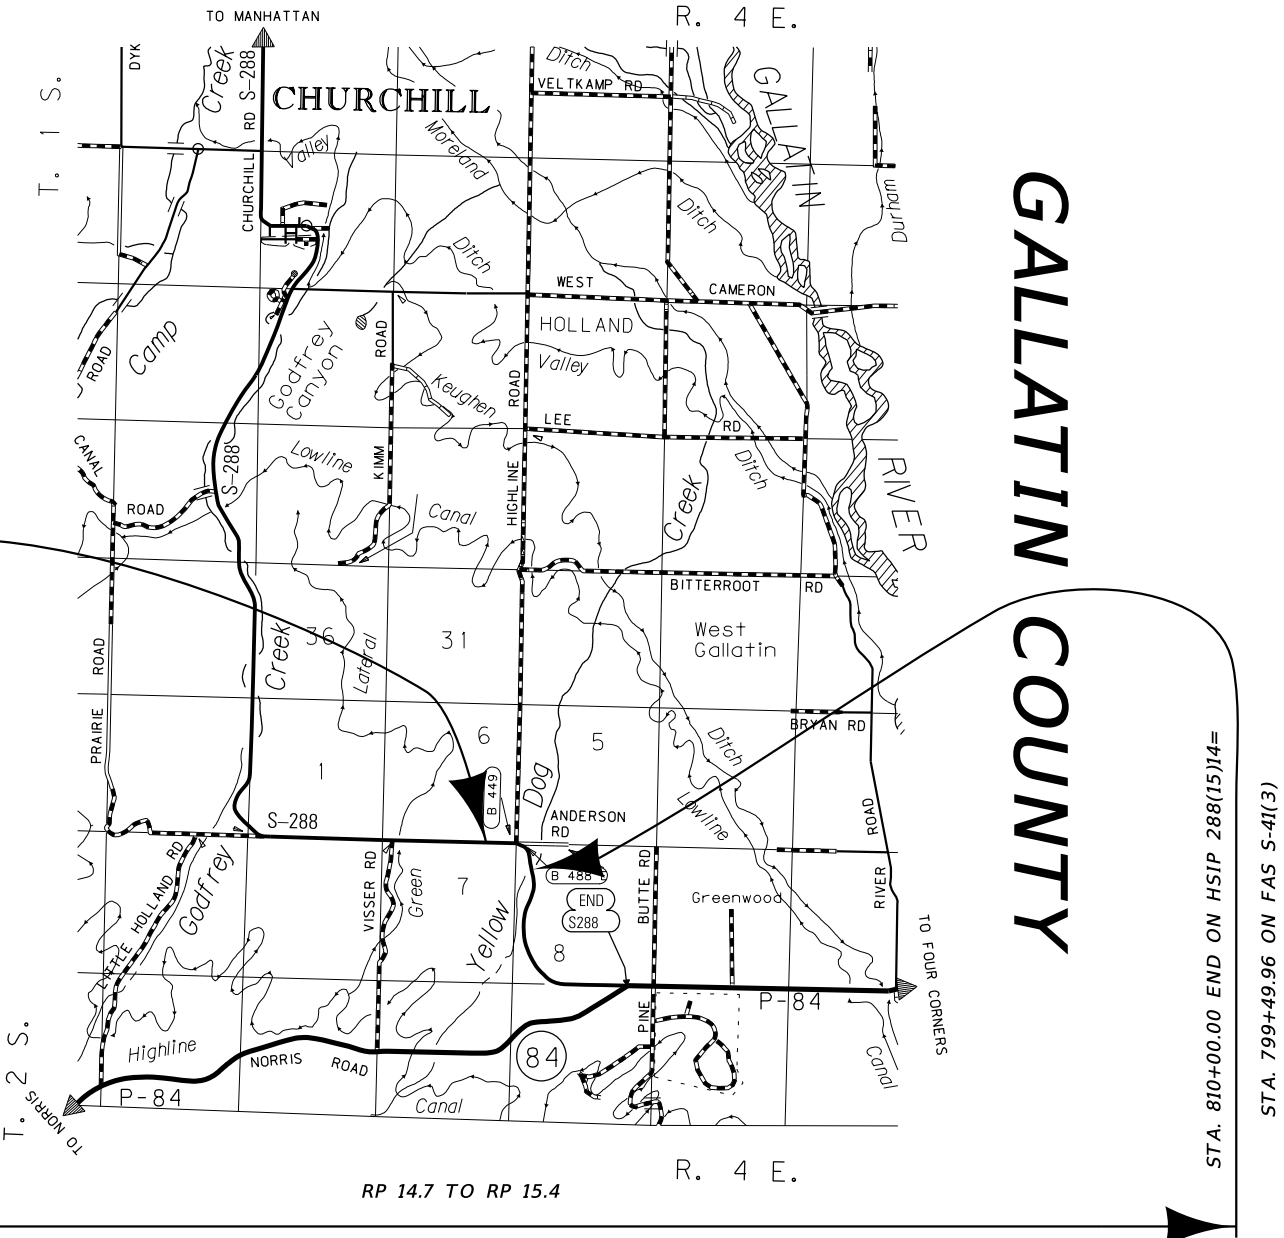 TO MANHATTAN
R. 4 E.
T. 1 S.
DYK
Creek
CHURCHILL RD S-288
CHURCHILL
Ditch
VELTKAMP RD
GALLATIN
Valley
Moreland
Ditch
Durham
Ditch
WEST
CAMERON
HOLLAND
Valley
Camp
ROAD
Godfrey
Canyon
ROAD
Keughen
ROAD
LEE
RD
CANAL
S-288
Lowline
KIMM
HIGHLINE
Ditch
RIVER
ROAD
Canal
Creek
BITTERROOT
RD
36
31
West
Gallatin
Creek
Lateral
ROAD
PRAIRIE
6
5
BRYAN RD
Ditch
1
B 449
Dog
Lowline
S-288
ANDERSON
RD
ROAD
LITTLE HOLLAND RD
Godfrey
VISSER RD
Green
7
Yellow
B 488
END
S288
BUTTE RD
Greenwood
RIVER
8
TO FOUR CORNERS
P-84
PINE
T. 2 S.
Highline
NORRIS
ROAD
84
Canal
P-84
Canal
TO NORRIS
R. 4 E.
RP 14.7 TO RP 15.4
GALLATIN COUNTY
STA. 810+00.00 END ON HSIP 288(15)14=
STA. 799+49.96 ON FAS S-41(3)